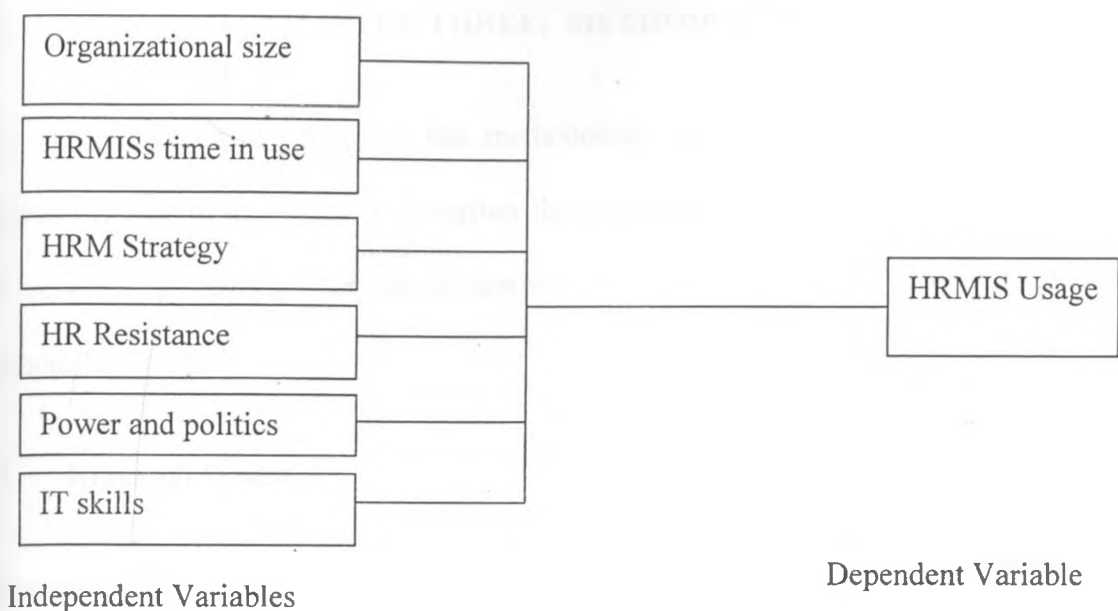 Organizational size
HRMISs time in use
HRM Strategy
HR Resistance
Power and politics
IT skills
HRMIS Usage
Independent Variables
Dependent Variable